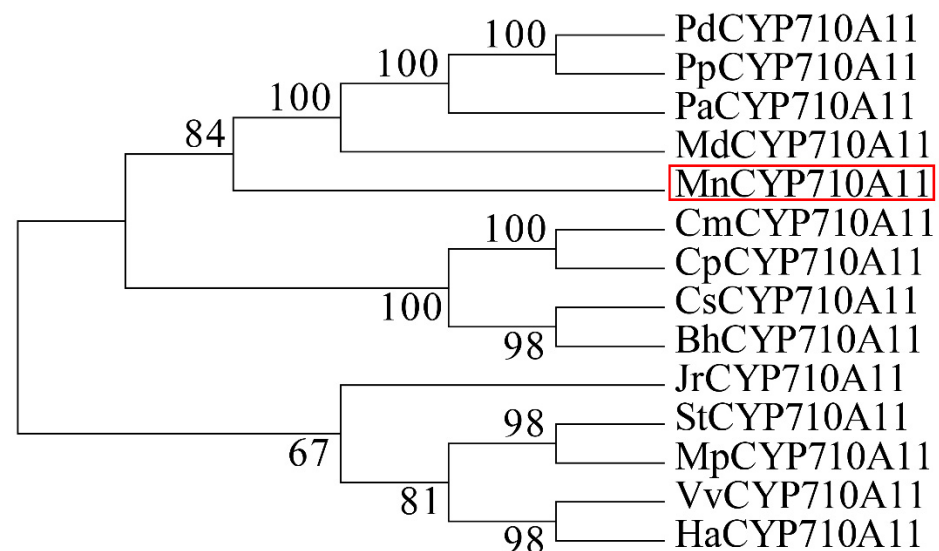 PdCYP710A11
100
PpCYP710A11
100
PaCYP710A11
100
MdCYP710A11
84
MnCYP710A11
CmCYP710A11
100
CpCYP710A11
100
CsCYP710A11
98
BhCYP710A11
JrCYP710A11
67
StCYP710A11
98
MpCYP710A11
81
VvCYP710A11
98
HaCYP710A11